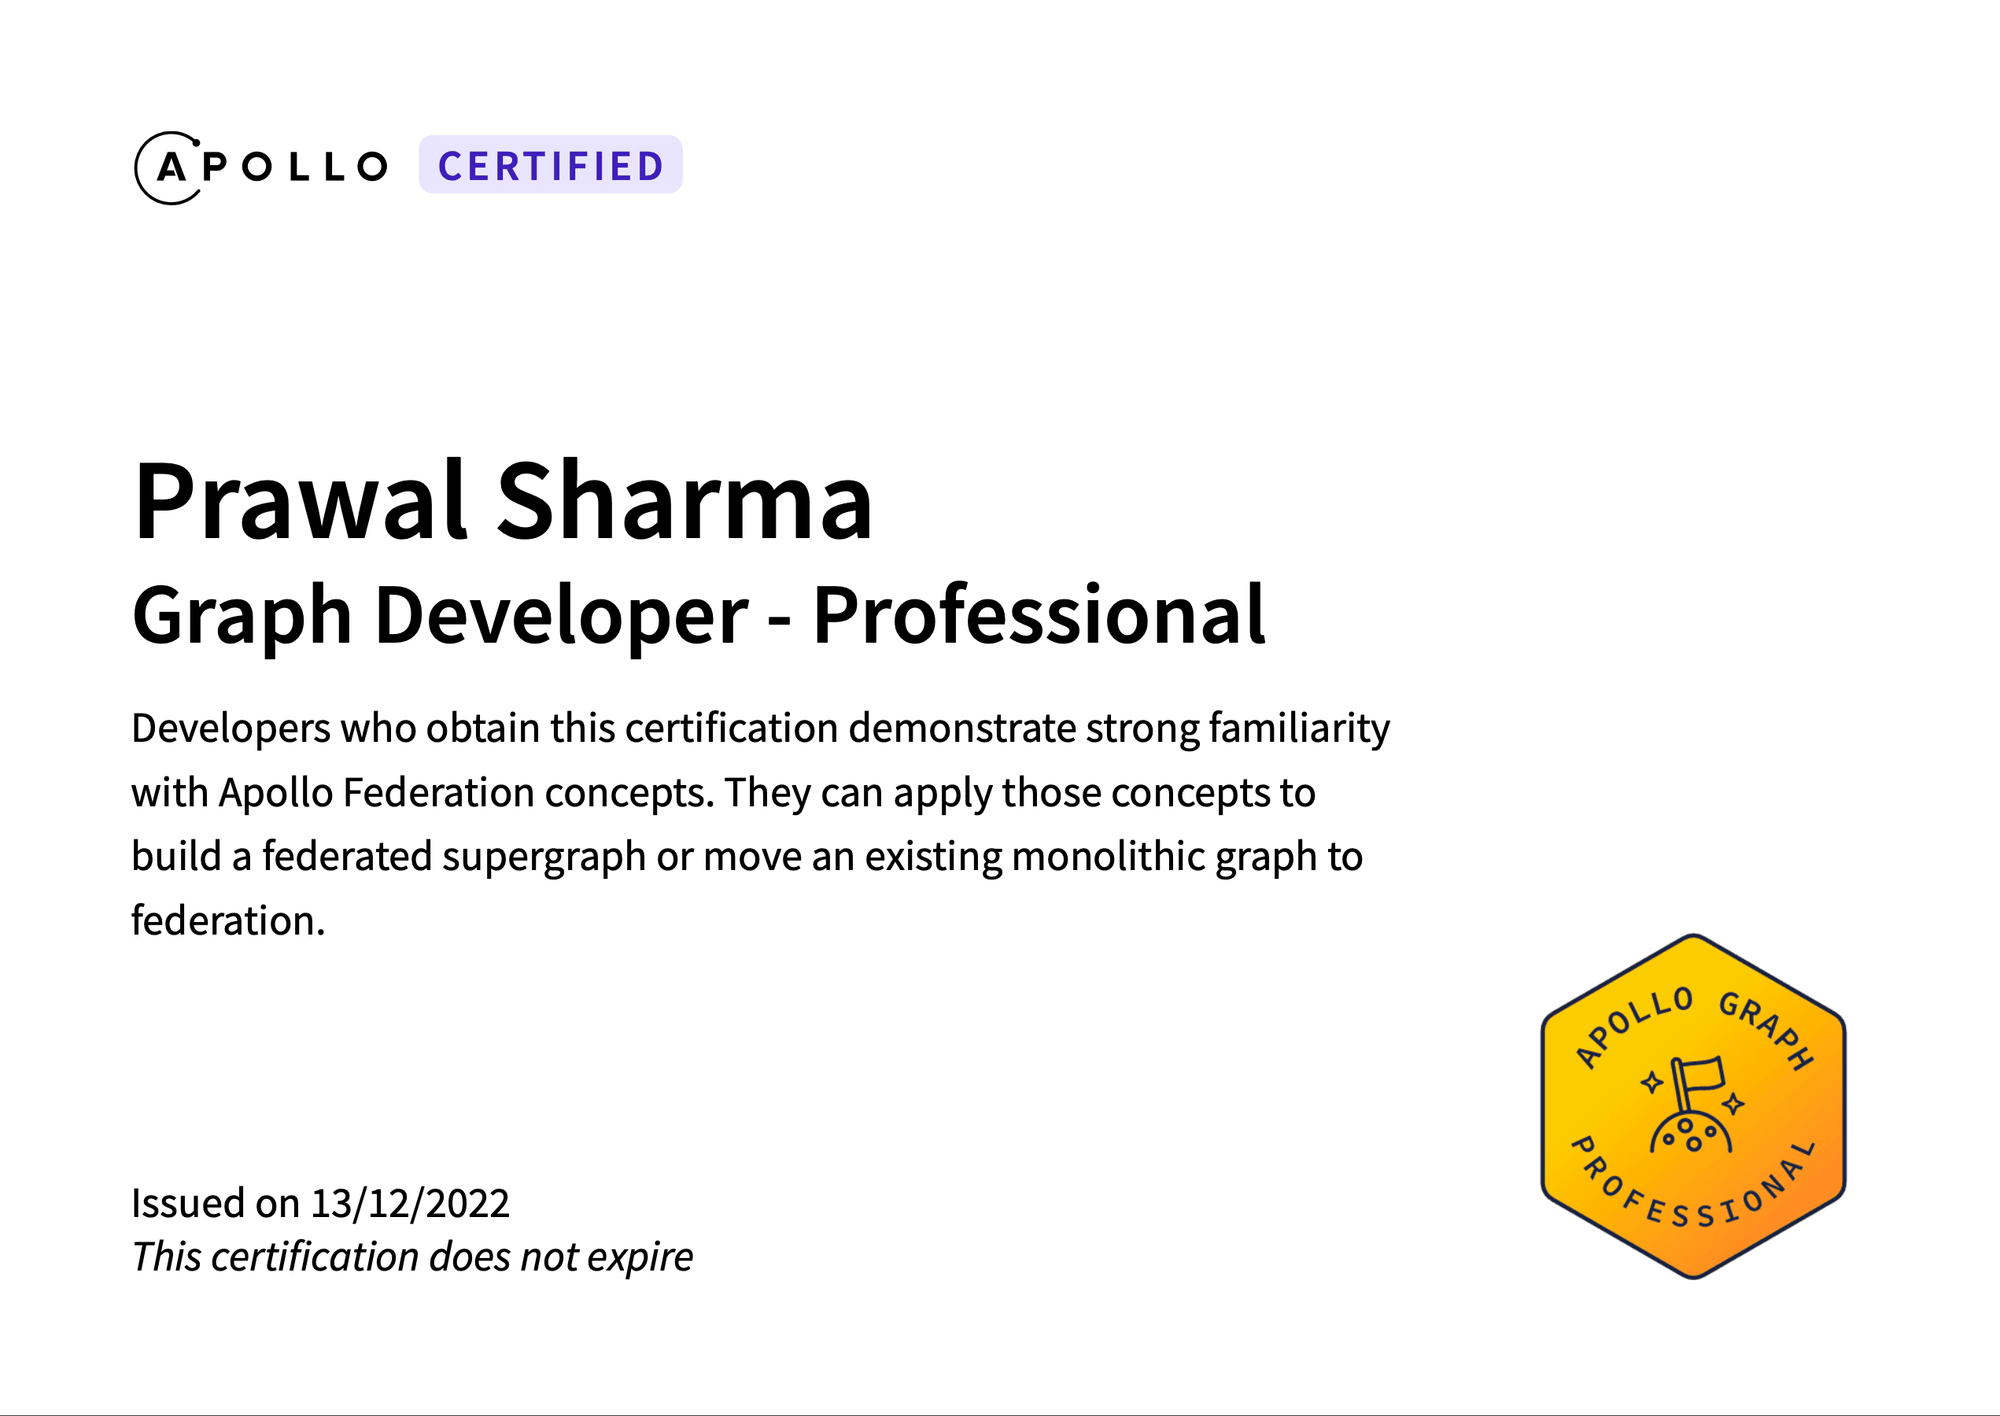 APOLLO CERTIFIED
Prawal Sharma
Graph Developer - Professional
Developers who obtain this certification demonstrate strong familiarity
with Apollo Federation concepts. They can apply those concepts to
build a federated supergraph or move an existing monolithic graph to
federation.
APOLLO GRAPH
PROFESSIONAL
Issued on 13/12/2022
This certification does not expire